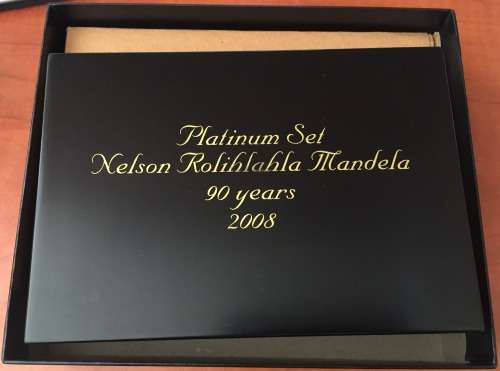 Platinum Set
Nelson Rolihlahla Mandela
90 years
2008